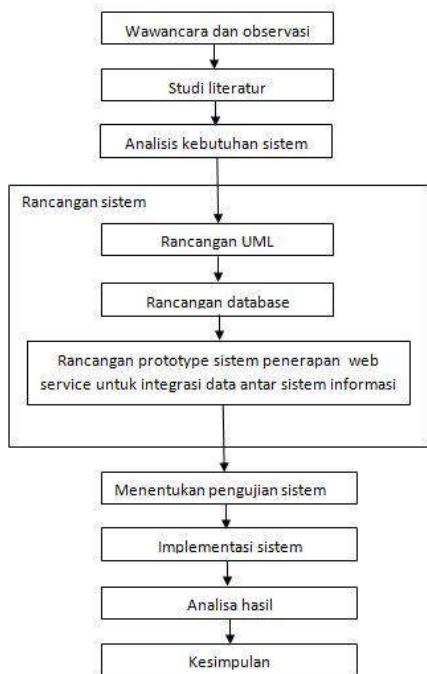 Wawancara dan observasi
Studi literatur
Analisis kebutuhan sistem
Rancangan sistem
Rancangan UML
Rancangan database
Rancangan prototype sistem penerapan web
service untuk integrasi data antar sistem informasi
Menentukan pengujian sistem
Implementasi sistem
Analisa hasil
Kesimpulan